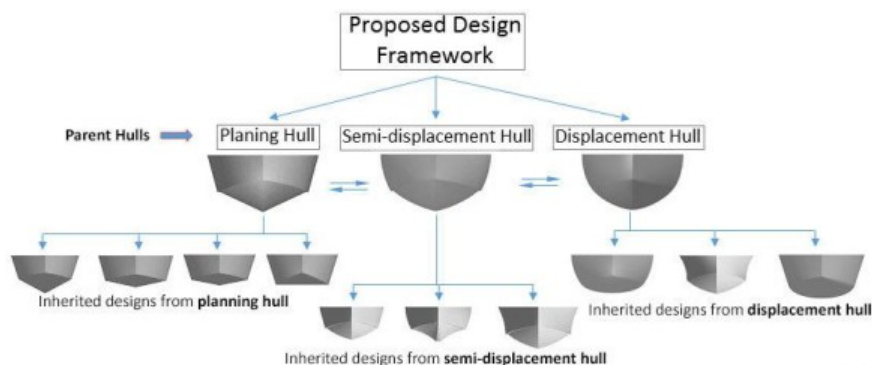 Proposed Design
Framework
Parent Hulls
Planing Hull
Semi-displacement Hull
Displacement Hull
Inherited designs from planning hull
Inherited designs from displacement hull
Inherited designs from semi-displacement hull